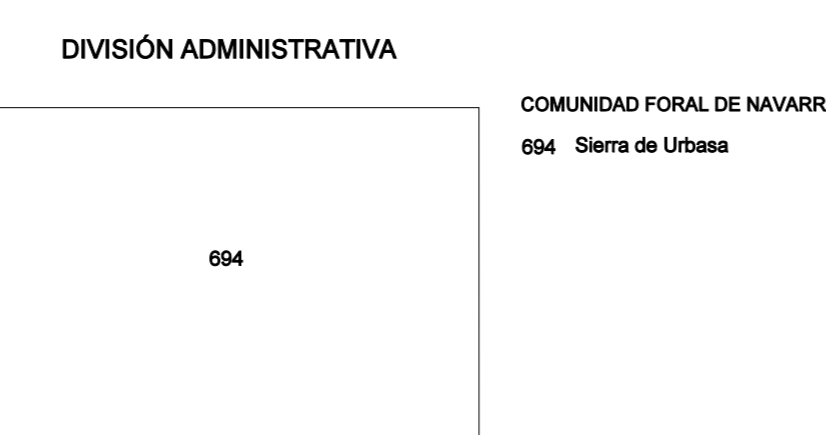 DIVISIÓN ADMINISTRATIVA
COMUNIDAD FORAL DE NAVARR
694 Sierra de Urbasa
694